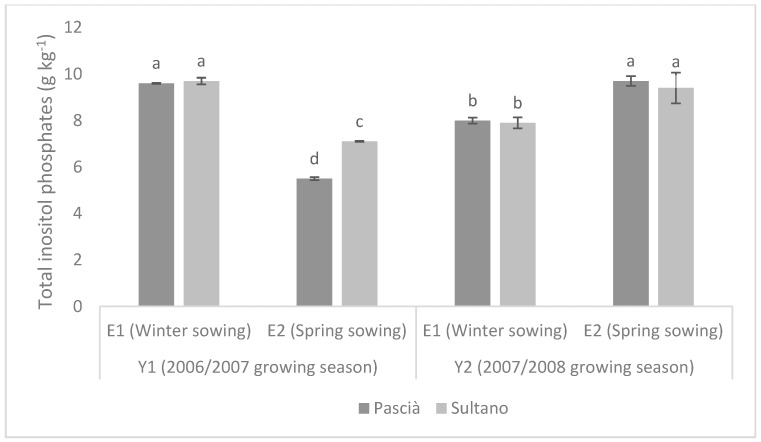 Total inositol phosphates (g kg⁻¹)
12
10
8
6
4
2
0
a
a
d
c
b
b
a
a
E1 (Winter sowing) E2 (Spring sowing) E1 (Winter sowing) E2 (Spring sowing)
Y1 (2006/2007 growing season) Y2 (2007/2008 growing season)
Pascià Sultano